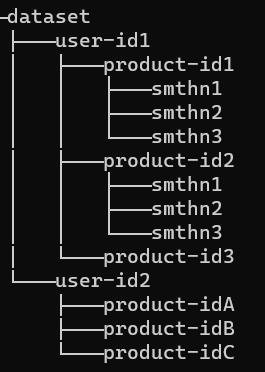 dataset
user-id1
product-id1
smthn1
smthn2
smthn3
product-id2
smthn1
smthn2
smthn3
product-id3
user-id2
product-idA
product-idB
product-idC